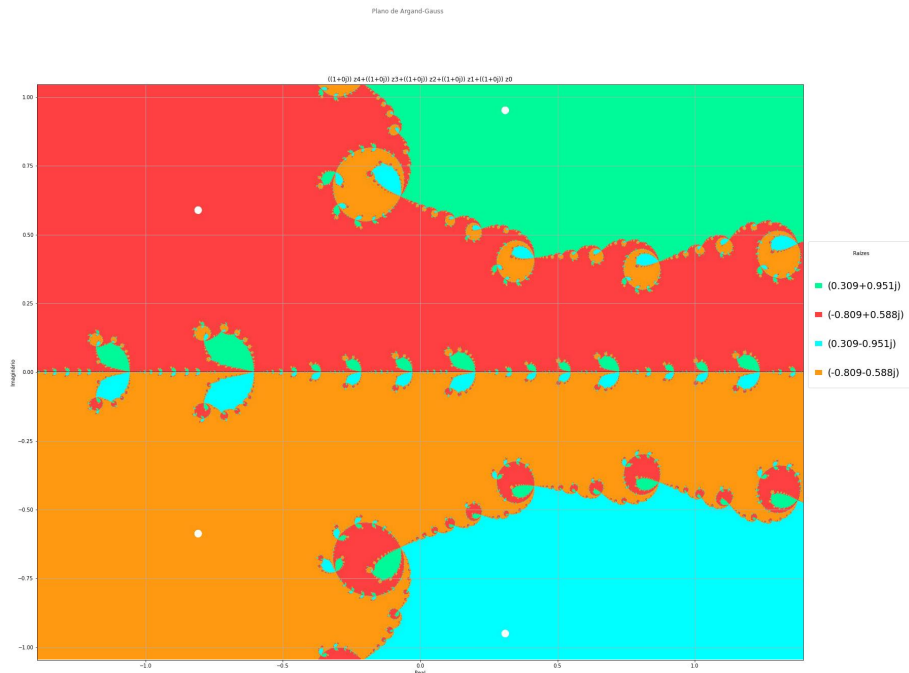 Plano de Argand-Gauss
((1+0j)) z4+((1+0j)) z3+((1+0j)) z2+((1+0j)) z1+((1+0j)) z0
1.00
0.75
0.50
0.25
0.00
−0.25
−0.50
−0.75
−1.00
Imaginário
−1.0
−0.5
0.0
0.5
1.0
Reais
Raízes
(0.309+0.951j)
(-0.809+0.588j)
(0.309-0.951j)
(-0.809-0.588j)